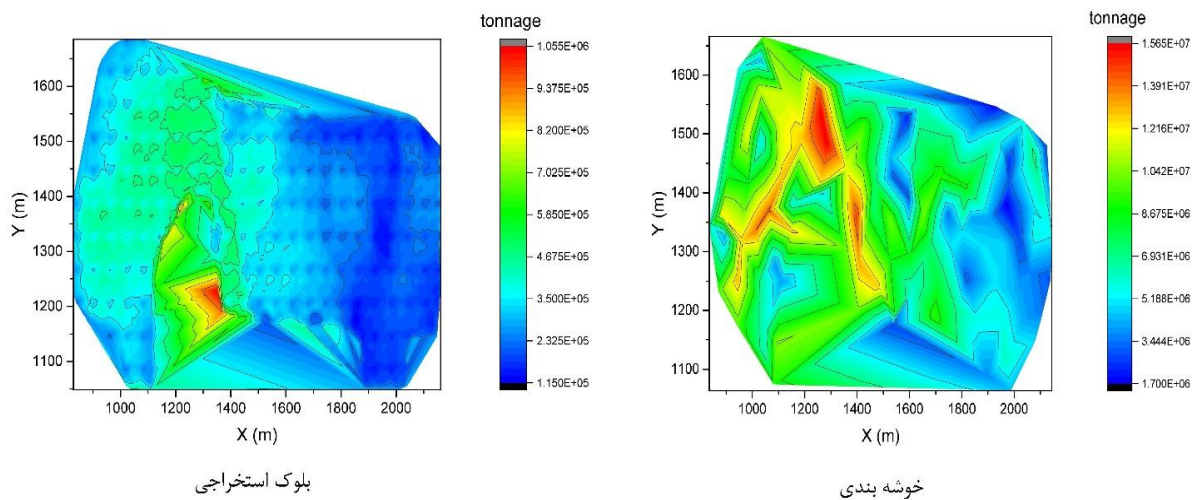 tonnage
1.055E+06
9.375E+05
8.200E+05
7.025E+05
5.850E+05
4.675E+05
3.500E+05
2.325E+05
1.150E+05
Y (m)
1600
1500
1400
1300
1200
1100
1000 1200 1400 1600 1800 2000
X (m)
بلوک استخراجی
tonnage
1.565E+07
1.391E+07
1.216E+07
1.042E+07
8.675E+06
6.931E+06
5.188E+06
3.444E+06
1.700E+06
Y (m)
1600
1500
1400
1300
1200
1100
1000 1200 1400 1600 1800 2000
X (m)
خوشه بندی